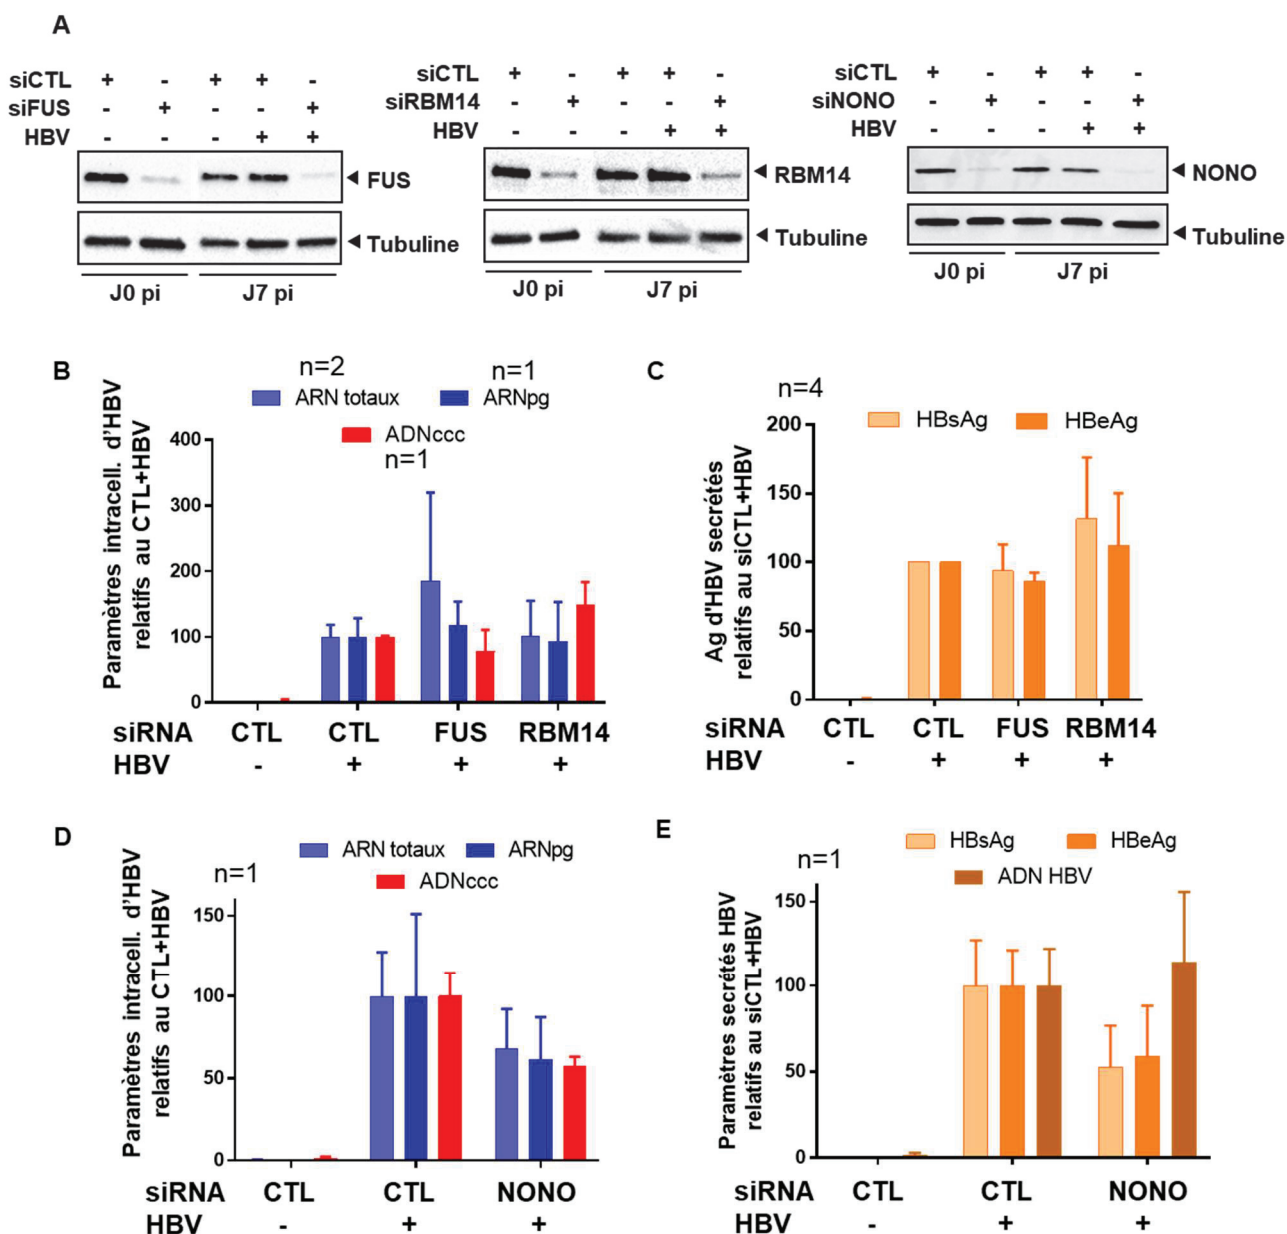 A
siCTL + - + + -
siFUS - + - - +
HBV - - - + +
FUS
Tubuline
J0 pi J7 pi
siCTL + - + + -
siRBM14 - + - - +
HBV - - - + +
RBM14
Tubuline
J0 pi J7 pi
siCTL + - + + -
siNONO - + - - +
HBV - - - + +
NONO
Tubuline
J0 pi J7 pi
B
n=2 n=1
ARN totaux ARNpg
ADNccc
n=1
Paramètres intracell. d'HBV
relatifs au CTL+HBV
400
300
200
100
0
siRNA CTL CTL FUS RBM14
HBV - + + +
C
n=4
HBsAg HBeAg
Ag d'HBV secrétés
relatifs au siCTL+HBV
200
150
100
50
0
siRNA CTL CTL FUS RBM14
HBV - + + +
D
n=1
ARN totaux ARNpg
ADNccc
Paramètres intracell. d'HBV
relatifs au CTL+HBV
150
100
50
0
siRNA CTL CTL NONO
HBV - + +
E
n=1
HBsAg HBeAg
ADN HBV
Paramètres secrétés HBV
relatifs au siCTL+HBV
150
100
50
0
siRNA CTL CTL NONO
HBV - + +